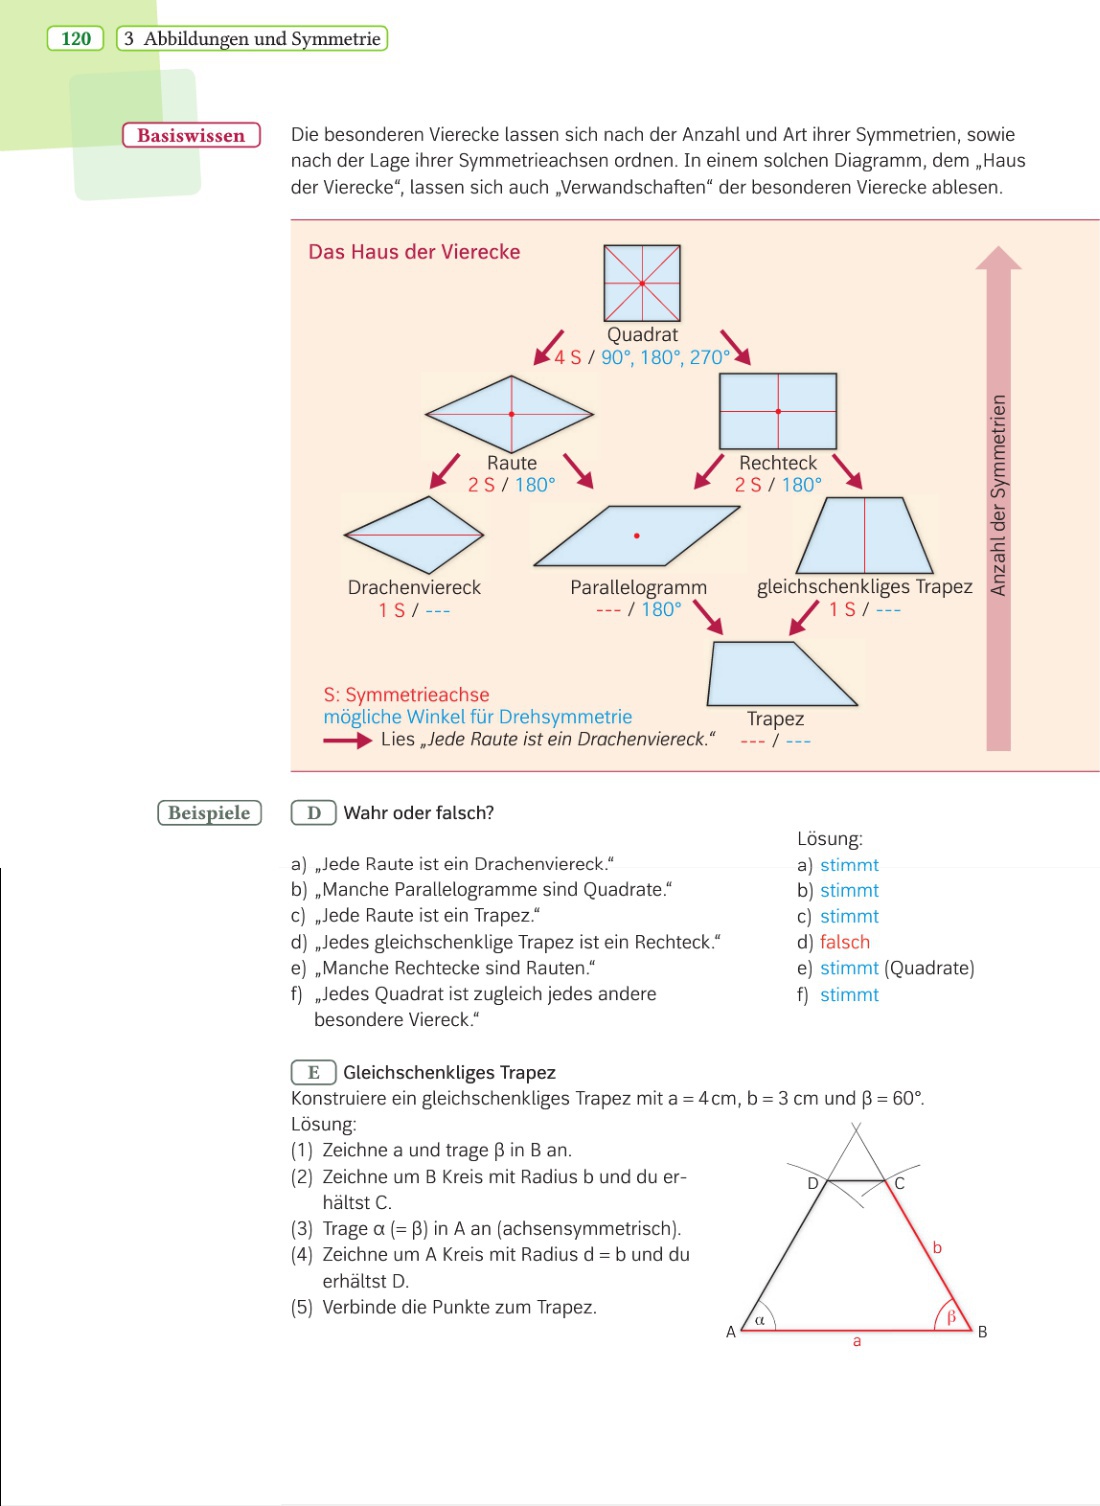 120
3 Abbildungen und Symmetrie
Basiswissen
Die besonderen Vierecke lassen sich nach der Anzahl und Art ihrer Symmetrien, sowie
nach der Lage ihrer Symmetrieachsen ordnen. In einem solchen Diagramm, dem „Haus
der Vierecke“, lassen sich auch „Verwandschaften“ der besonderen Vierecke ablesen.
Das Haus der Vierecke
Quadrat
4 S / 90°, 180°, 270°
Raute
2 S / 180°
Rechteck
2 S / 180°
Drachenviereck
1 S / ---
Parallelogramm
--- / 180°
gleichschenkliges Trapez
1 S / ---
Trapez
--- / ---
S: Symmetrieachse
mögliche Winkel für Drehsymmetrie
Lies „Jede Raute ist ein Drachenviereck.“
Anzahl der Symmetrien
Beispiele
D Wahr oder falsch?
a) „Jede Raute ist ein Drachenviereck.“
b) „Manche Parallelogramme sind Quadrate.“
c) „Jede Raute ist ein Trapez.“
d) „Jedes gleichschenklige Trapez ist ein Rechteck.“
e) „Manche Rechtecke sind Rauten.“
f) „Jedes Quadrat ist zugleich jedes andere
besondere Viereck.“
Lösung:
a) stimmt
b) stimmt
c) stimmt
d) falsch
e) stimmt (Quadrate)
f) stimmt
E Gleichschenkliges Trapez
Konstruiere ein gleichschenkliges Trapez mit a = 4 cm, b = 3 cm und β = 60°.
Lösung:
(1) Zeichne a und trage β in B an.
(2) Zeichne um B Kreis mit Radius b und du er-
hältst C.
(3) Trage α (= β) in A an (achsensymmetrisch).
(4) Zeichne um A Kreis mit Radius d = b und du
erhältst D.
(5) Verbinde die Punkte zum Trapez.
D
C
b
α
β
A
B
a